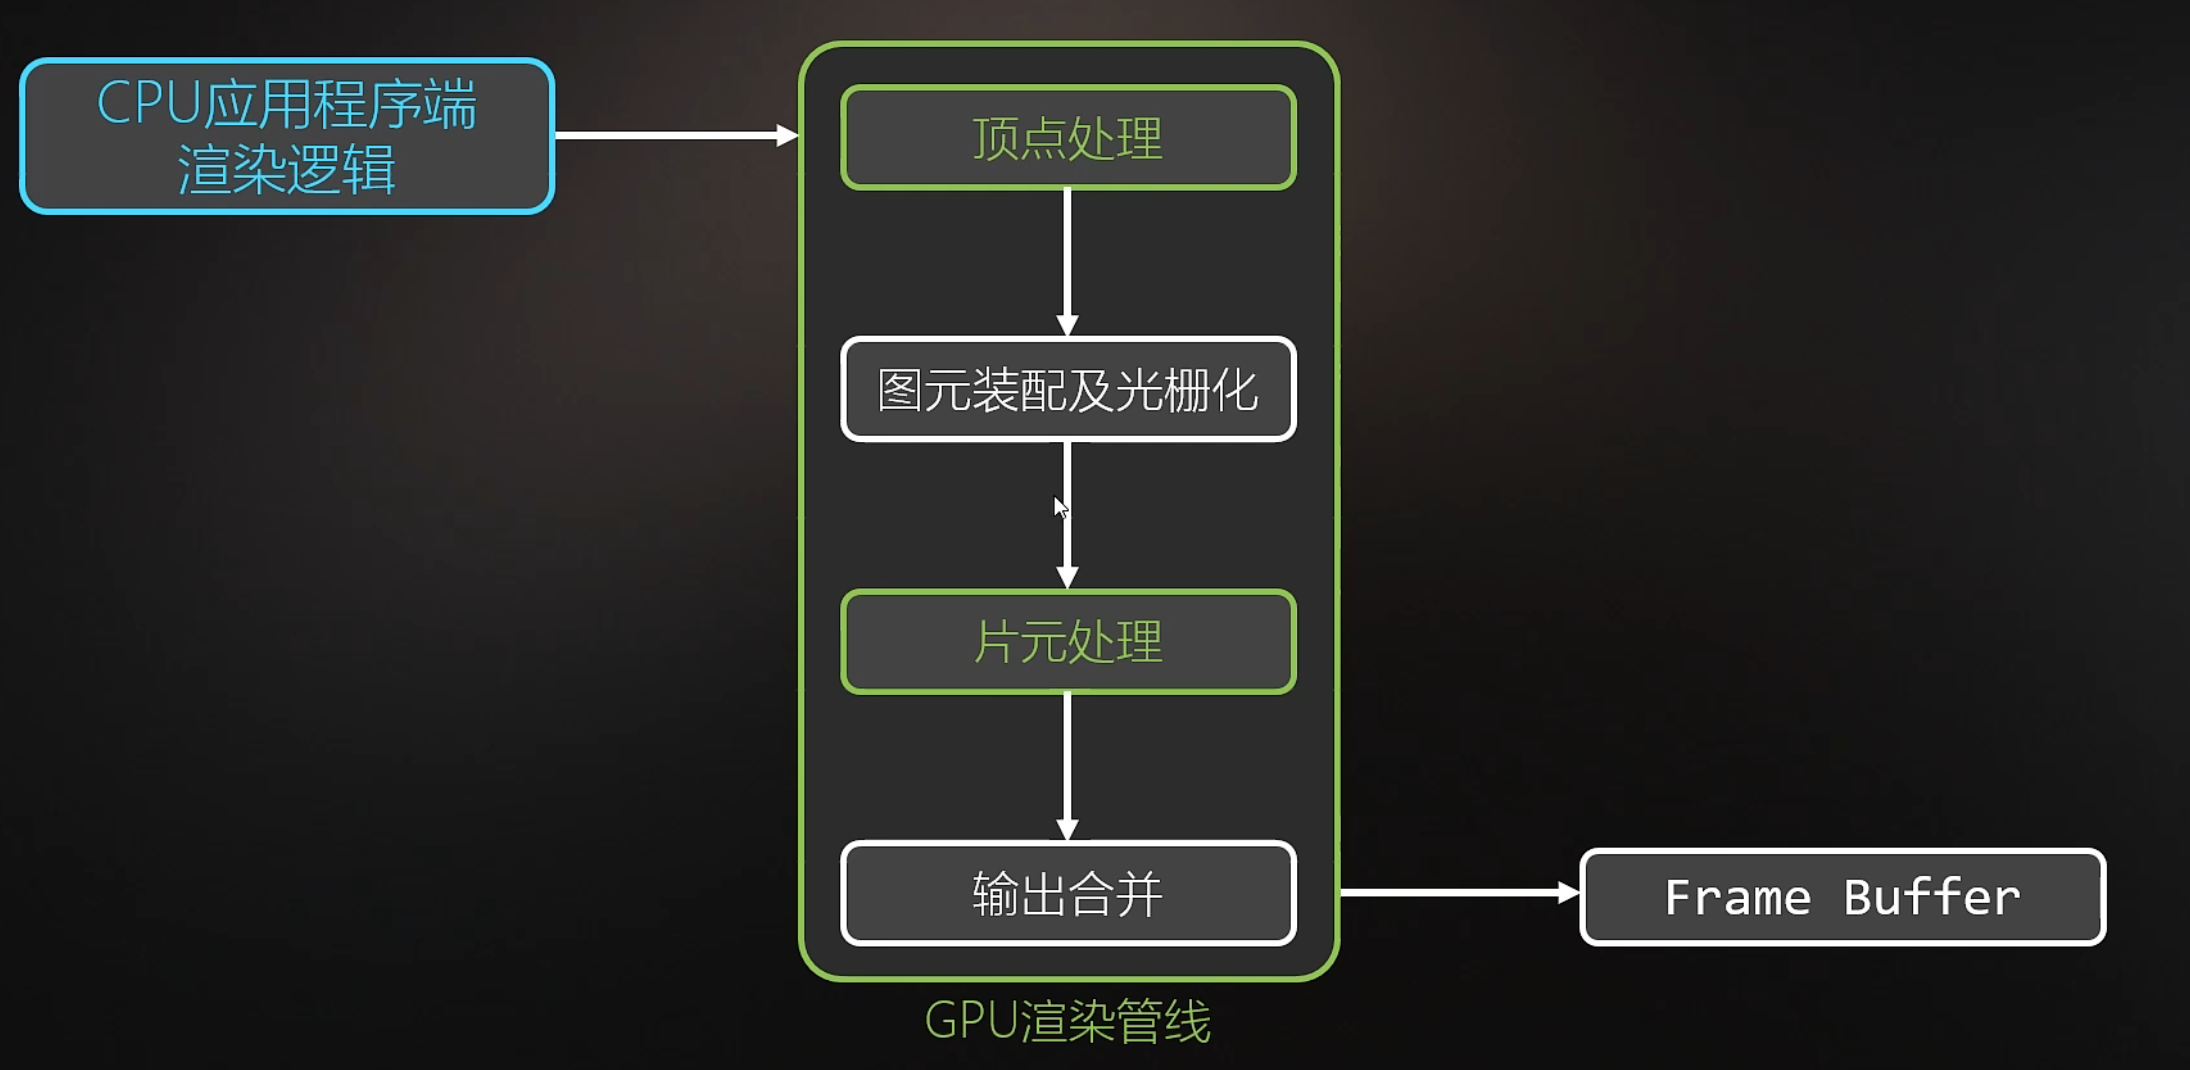 CPU应用程序端
渲染逻辑
顶点处理
图元装配及光栅化
片元处理
输出合并
Frame Buffer
GPU渲染管线